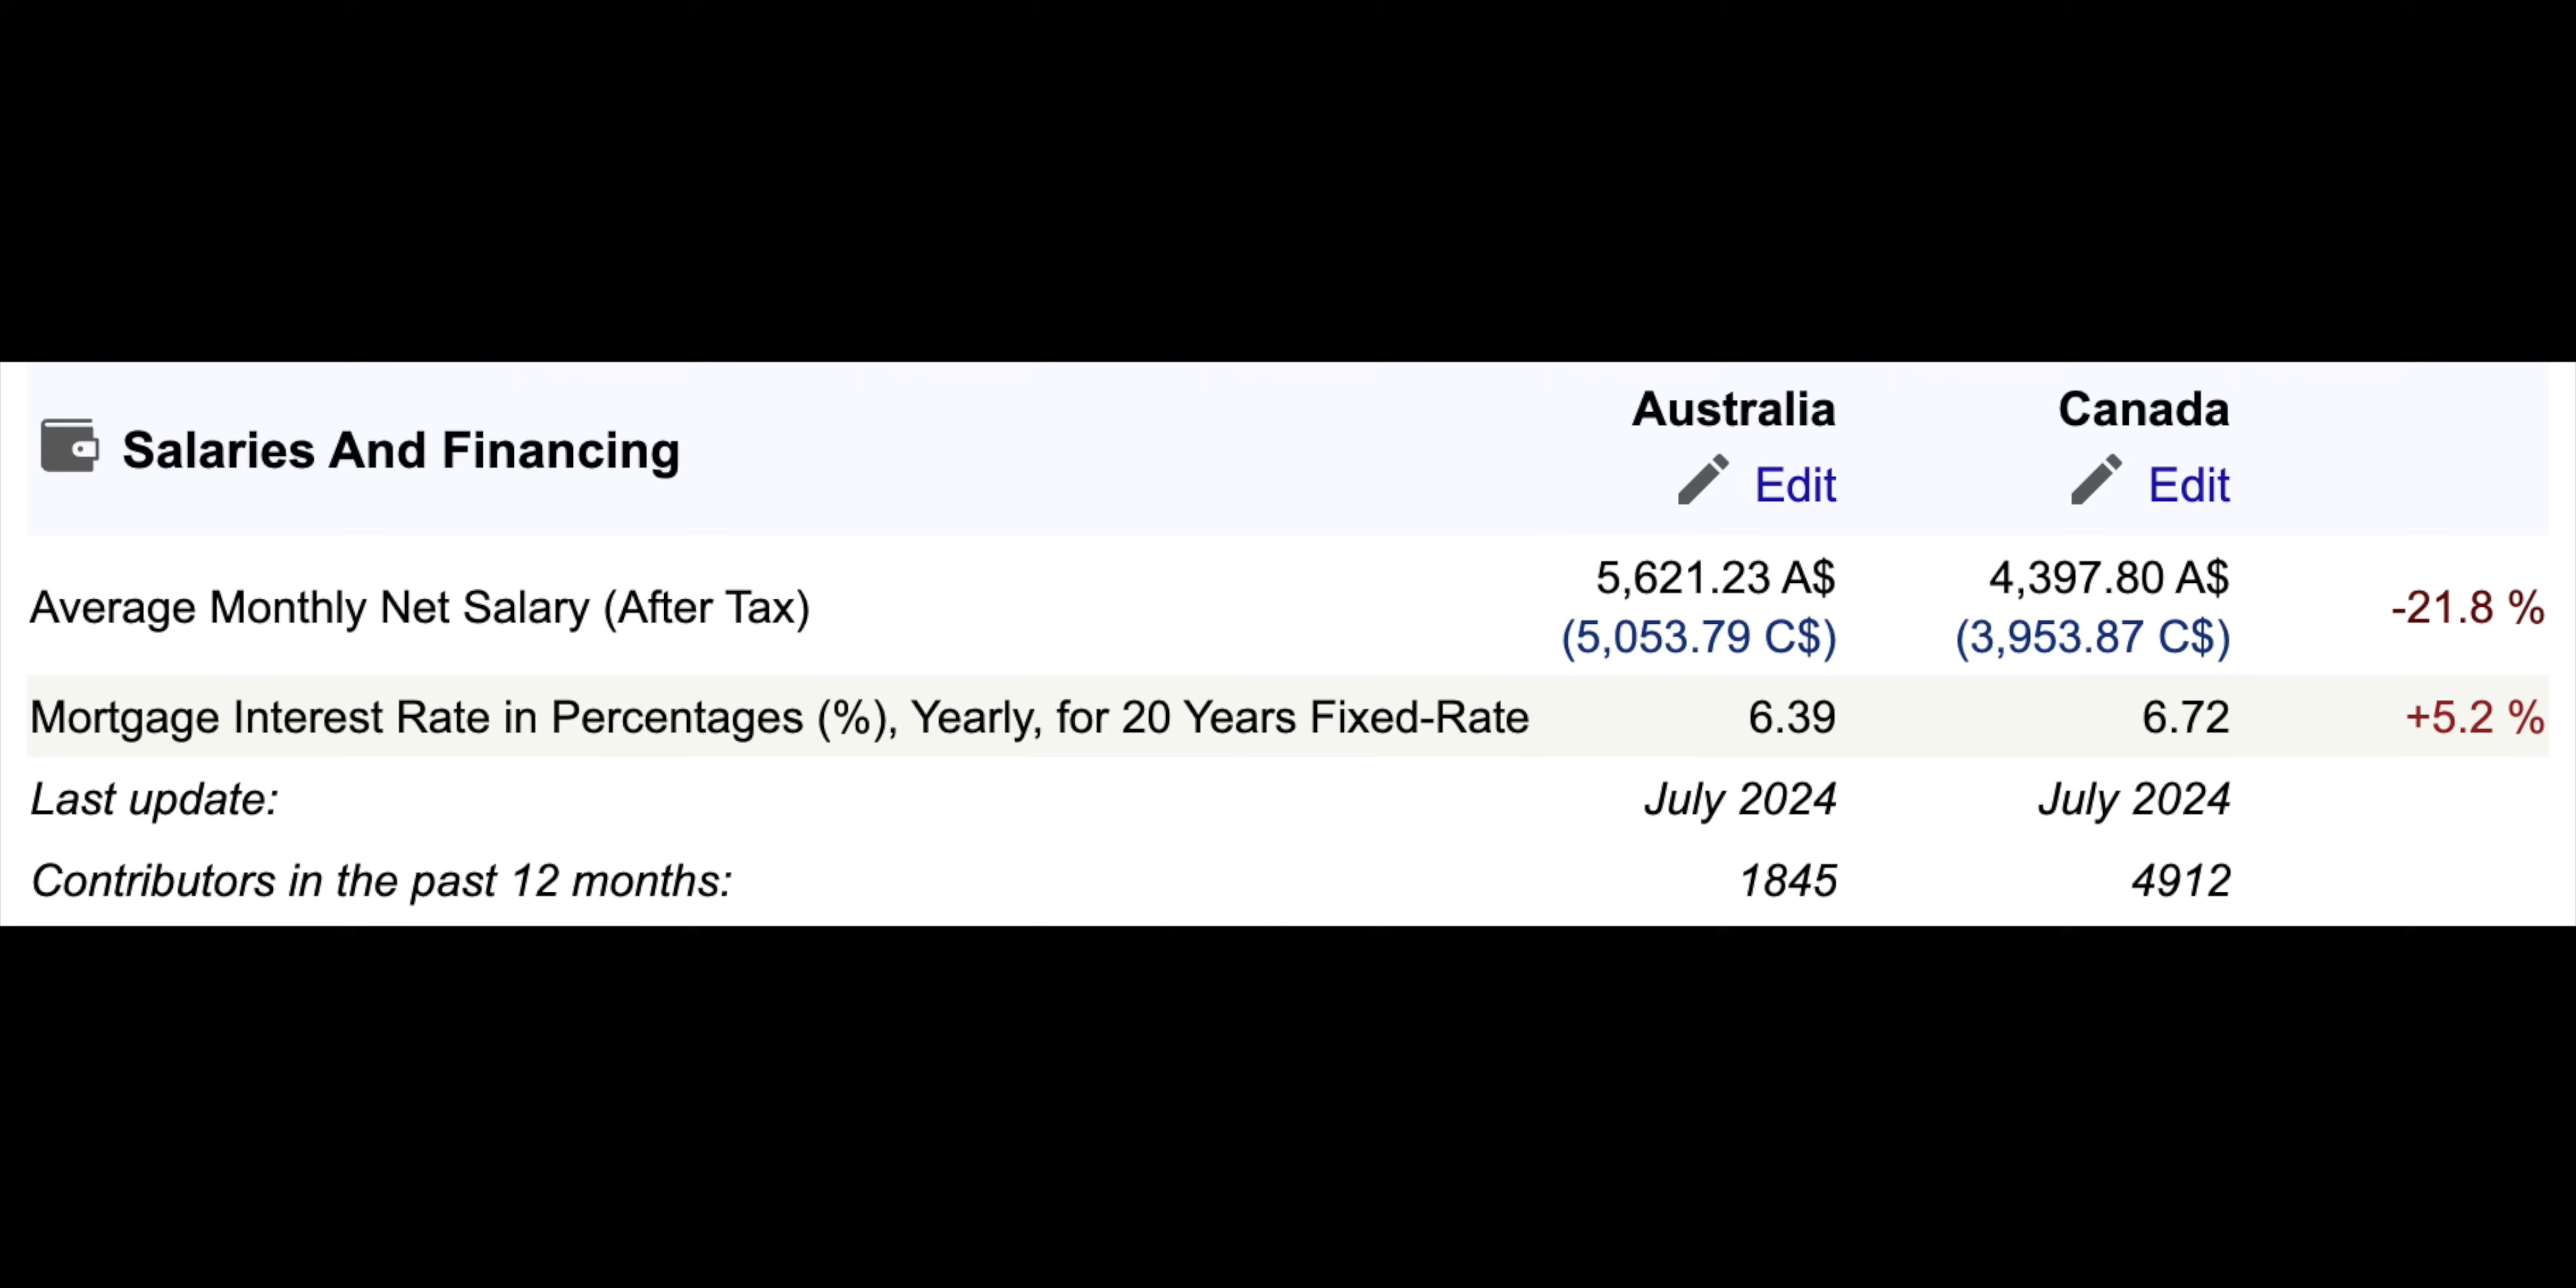 Salaries And Financing
Australia
Edit
Canada
Edit
Average Monthly Net Salary (After Tax)
5,621.23 A$
(5,053.79 C$)
4,397.80 A$
(3,953.87 C$)
-21.8 %
Mortgage Interest Rate in Percentages (%), Yearly, for 20 Years Fixed-Rate 6.39 6.72 +5.2 %
Last update: July 2024 July 2024
Contributors in the past 12 months: 1845 4912